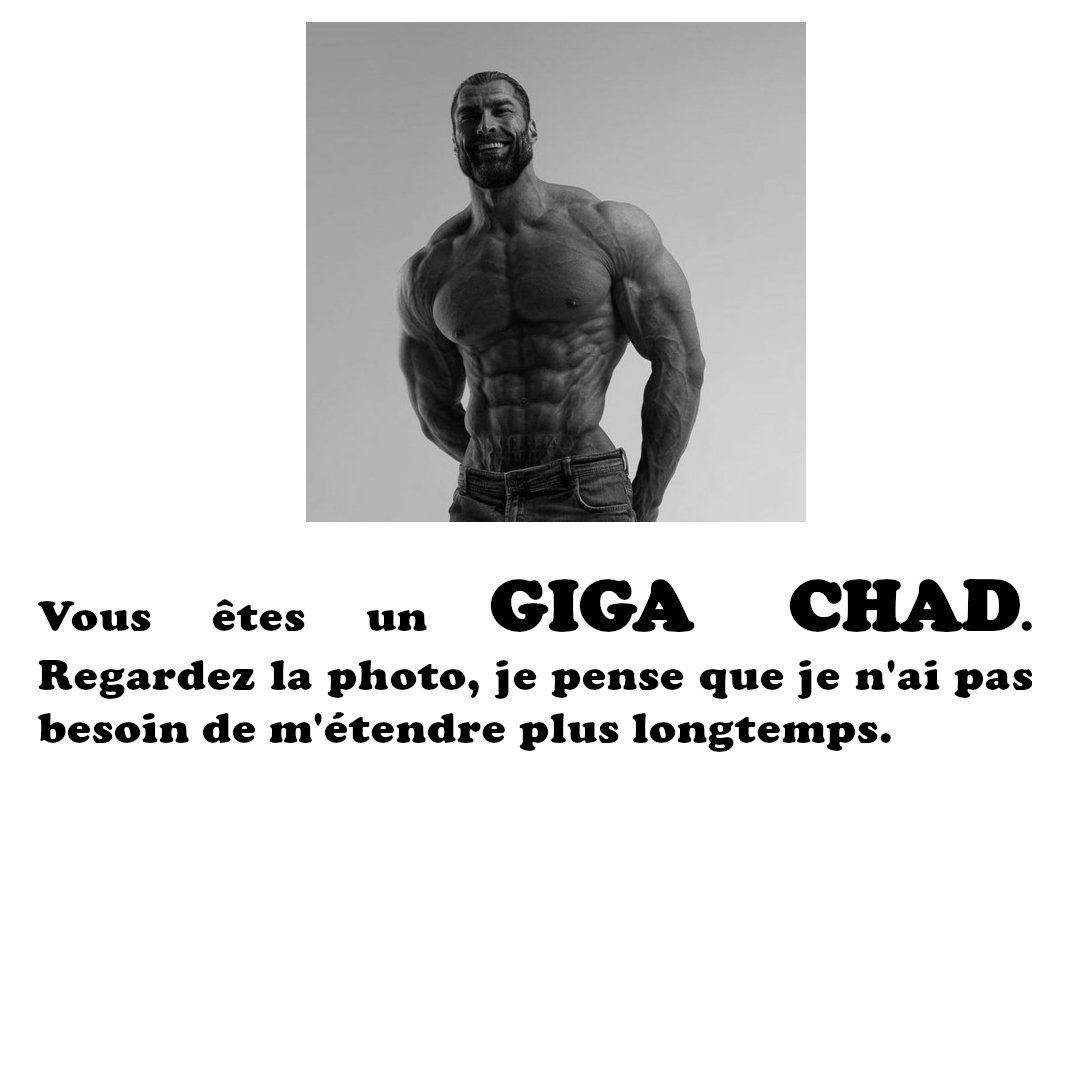 Vous êtes un GIGA CHAD.
Regardez la photo, je pense que je n'ai pas
besoin de m'étendre plus longtemps.